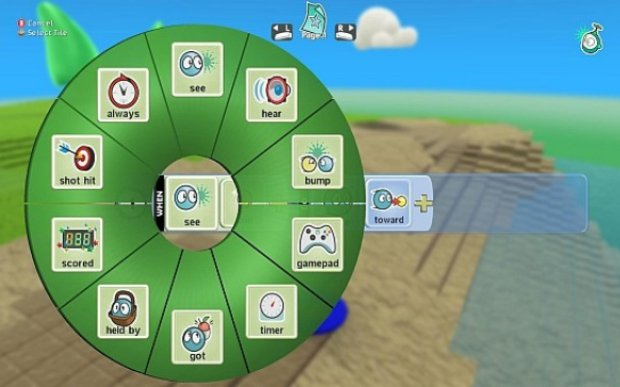 Cancel
Select Tile
L
R
Page 1
see
always
hear
shot hit
bump
WHEN
see
toward
scored
888
gamepad
held by
timer
got